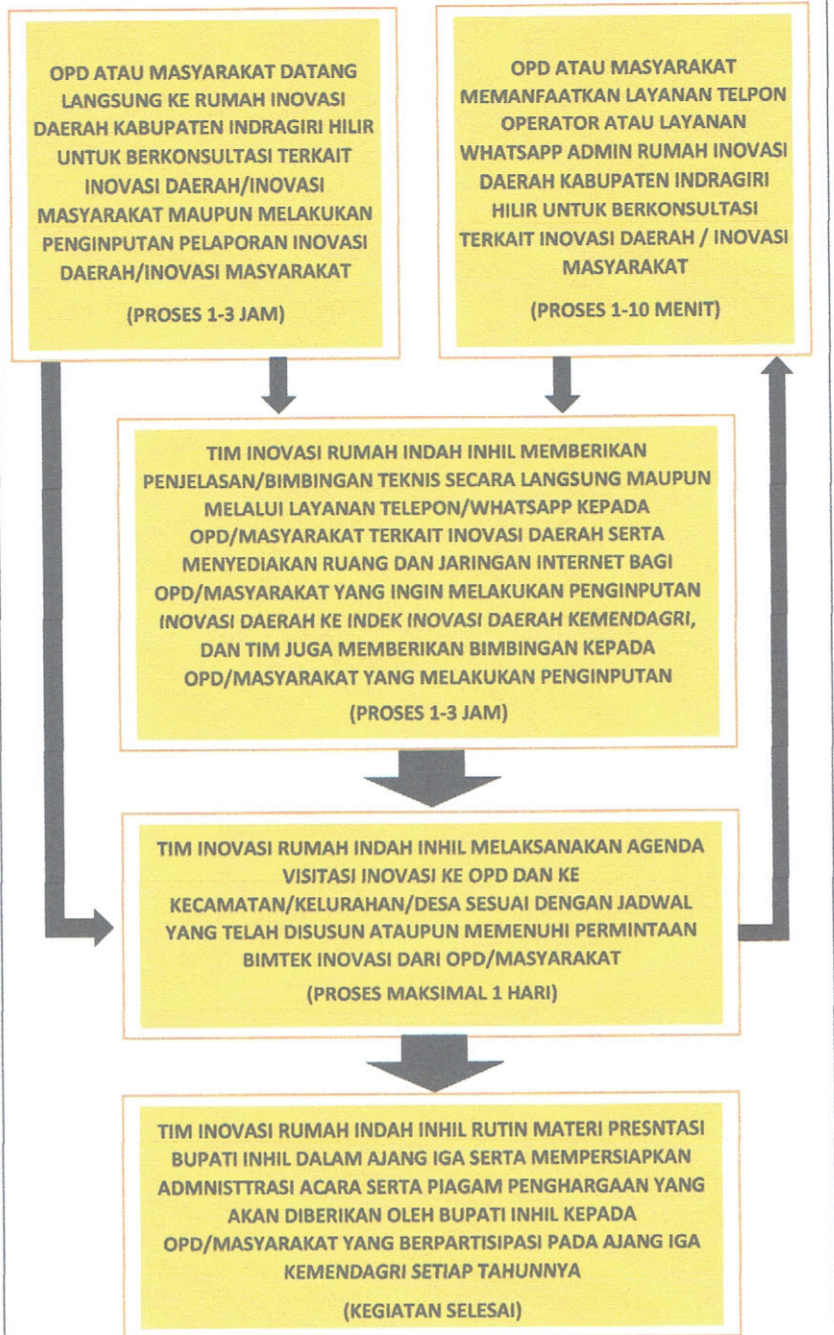 OPD ATAU MASYARAKAT DATANG
LANGSUNG KE RUMAH INOVASI
DAERAH KABUPATEN INDRAGIRI HILIR
UNTUK BERKONSULTASI TERKAIT
INOVASI DAERAH/INOVASI
MASYARAKAT MAUPUN MELAKUKAN
PENGINPUTAN PELAPORAN INOVASI
DAERAH/INOVASI MASYARAKAT
(PROSES 1-3 JAM)
OPD ATAU MASYARAKAT
MEMANFAATKAN LAYANAN TELPON
OPERATOR ATAU LAYANAN
WHATSAPP ADMIN RUMAH INOVASI
DAERAH KABUPATEN INDRAGIRI
HILIR UNTUK BERKONSULTASI
TERKAIT INOVASI DAERAH / INOVASI
MASYARAKAT
(PROSES 1-10 MENIT)
TIM INOVASI RUMAH INDAH INHIL MEMBERIKAN
PENJELASAN/BIMBINGAN TEKNIS SECARA LANGSUNG MAUPUN
MELALUI LAYANAN TELEPON/WHATSAPP KEPADA
OPD/MASYARAKAT TERKAIT INOVASI DAERAH SERTA
MENYEDIAKAN RUANG DAN JARINGAN INTERNET BAGI
OPD/MASYARAKAT YANG INGIN MELAKUKAN PENGINPUTAN
INOVASI DAERAH KE INDEK INOVASI DAERAH KEMENDAGRI,
DAN TIM JUGA MEMBERIKAN BIMBINGAN KEPADA
OPD/MASYARAKAT YANG MELAKUKAN PENGINPUTAN
(PROSES 1-3 JAM)
TIM INOVASI RUMAH INDAH INHIL MELAKSANAKAN AGENDA
VISITASI INOVASI KE OPD DAN KE
KECAMATAN/KELURAHAN/DESA SESUAI DENGAN JADWAL
YANG TELAH DISUSUN ATAUPUN MEMENUHI PERMINTAAN
BIMTEK INOVASI DARI OPD/MASYARAKAT
(PROSES MAKSIMAL 1 HARI)
TIM INOVASI RUMAH INDAH INHIL RUTIN MATERI PRESNTASI
BUPATI INHIL DALAM AJANG IGA SERTA MEMPERSIAPKAN
ADMNISTTRASI ACARA SERTA PIAGAM PENGHARGAAN YANG
AKAN DIBERIKAN OLEH BUPATI INHIL KEPADA
OPD/MASYARAKAT YANG BERPARTISIPASI PADA AJANG IGA
KEMENDAGRI SETIAP TAHUNNYA
(KEGIATAN SELESAI)